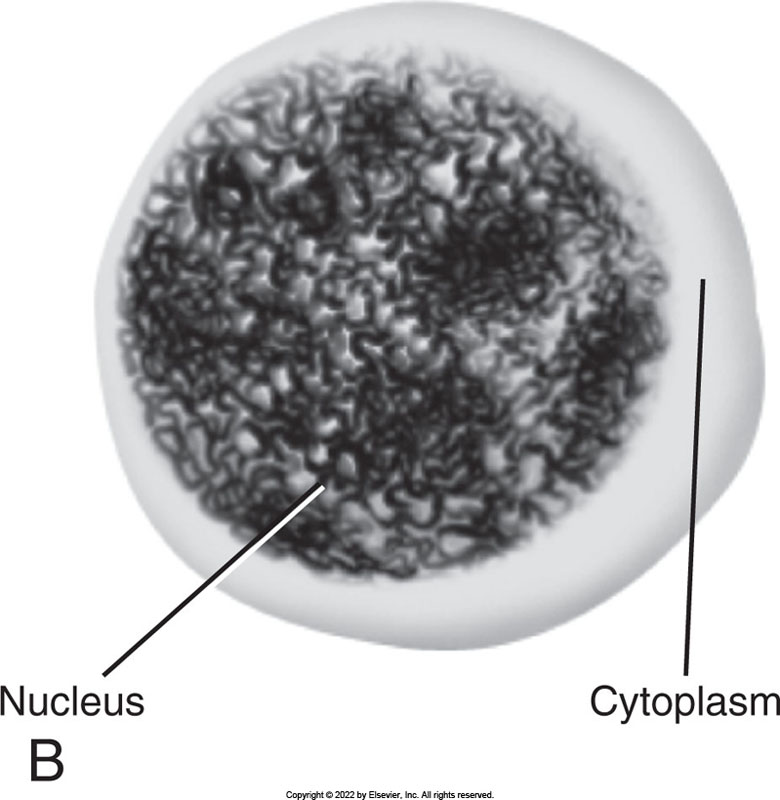 Nucleus
Cytoplasm
B
Copyright © 2022 by Elsevier, Inc. All rights reserved.